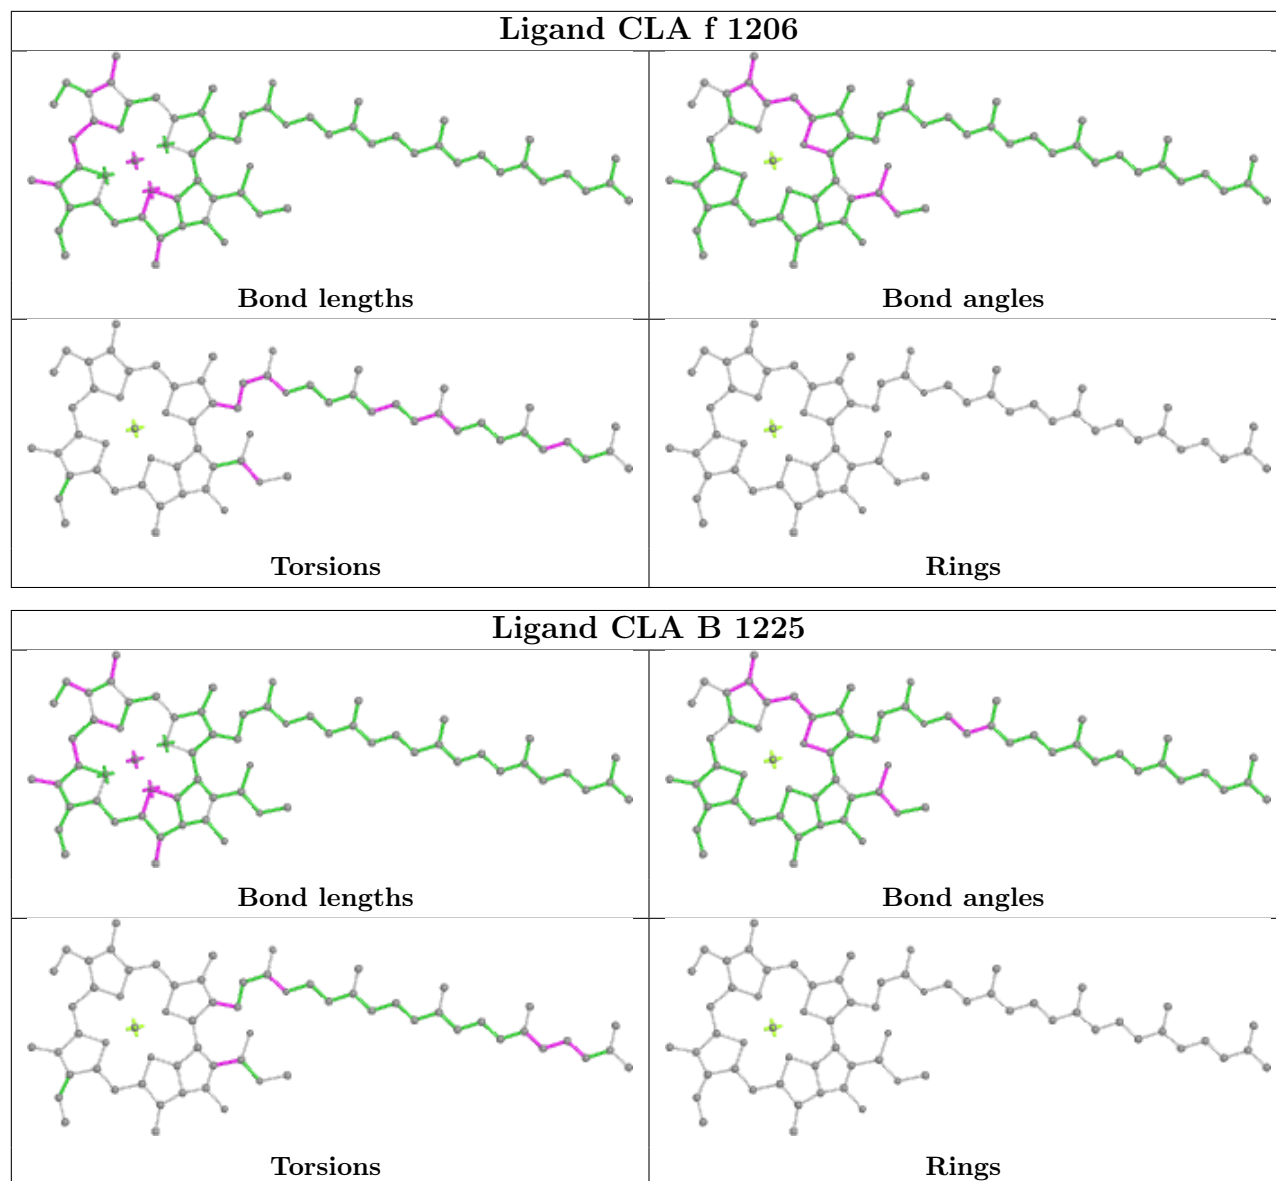 Ligand CLA f 1206
Bond lengths
Bond angles
Torsions
Rings
Ligand CLA B 1225
Bond lengths
Bond angles
Torsions
Rings